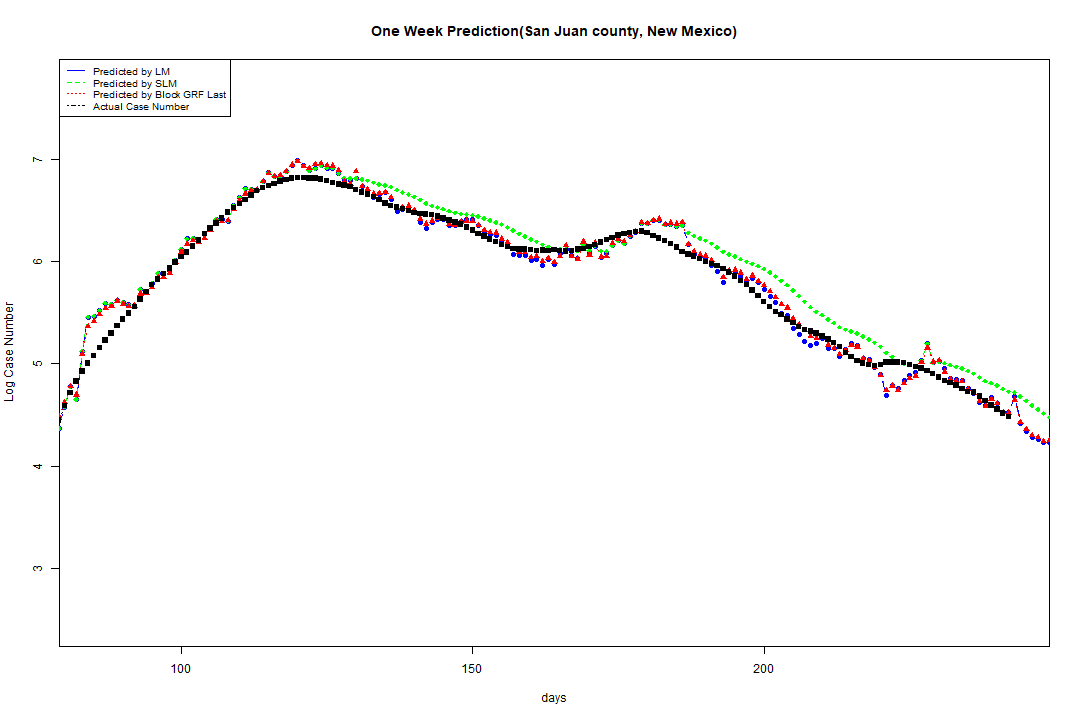 One Week Prediction(San Juan county, New Mexico)
Predicted by LM
Predicted by SLM
Predicted by Block GRF Last
Actual Case Number
7
6
5
4
3
Log Case Number
100 150 200
days